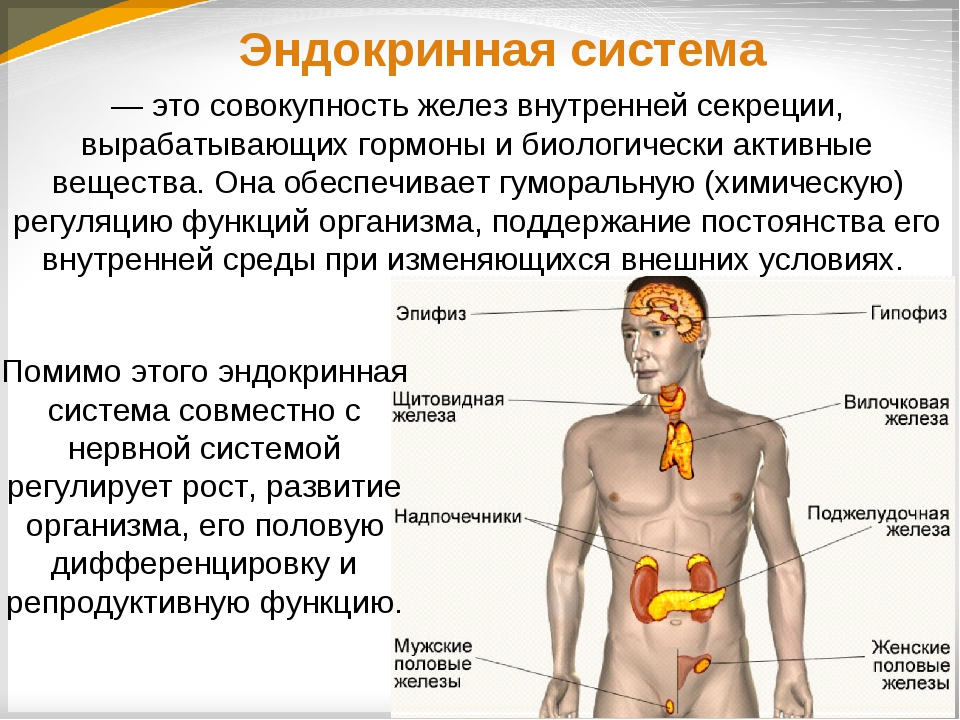 Эндокринная система
— это совокупность желез внутренней секреции,
вырабатывающих гормоны и биологически активные
вещества. Она обеспечивает гуморальную (химическую)
регуляцию функций организма, поддержание постоянства его
внутренней среды при изменяющихся внешних условиях.
Помимо этого эндокринная
система совместно с
нервной системой
регулирует рост, развитие
организма, его половую
дифференцировку и
репродуктивную функцию.
Эпифиз
Гипофиз
Щитовидная
железа
Вилочковая
железа
Надпочечники
Поджелудочная
железа
Мужские
половые
железы
Женские
половые
железы